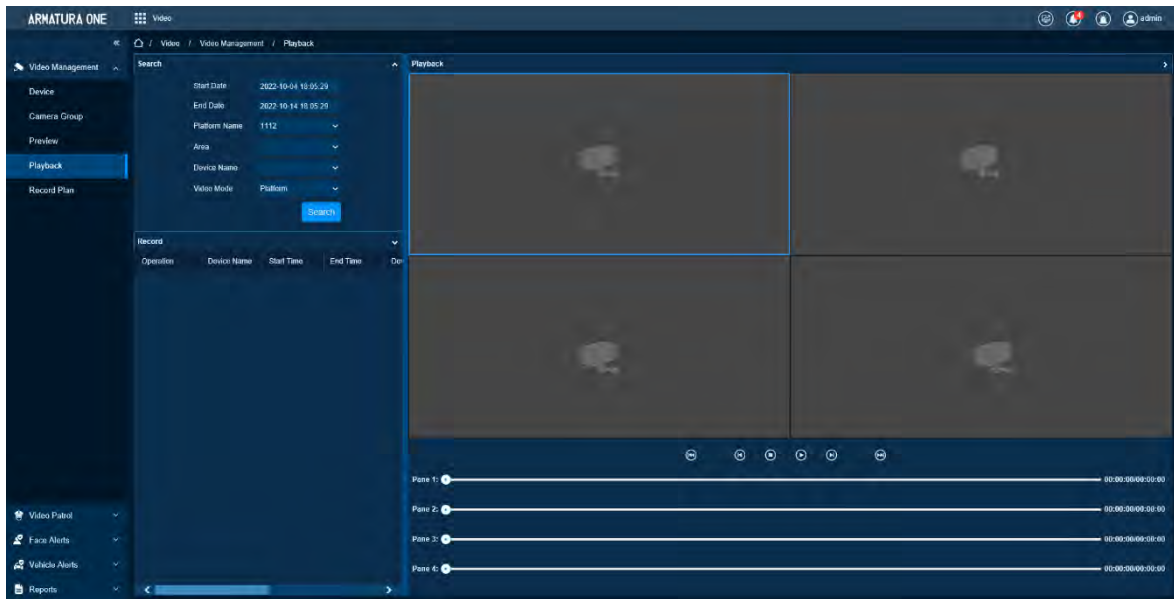 ARMATURA ONE
Video
4
admin
Video / Video Management / Playback
Video Management
Device
Camera Group
Preview
Playback
Record Plan
Video Patrol
Face Alerts
Vehicle Alerts
Reports
Search
Start Date 2022-10-04 18:05:29
End Date 2022-10-14 18:05:29
Platform Name 1112
Area
Device Name
Video Mode Platform
Search
Record
Operation Device Name Start Time End Time
Playback
Pane 1: 00:00:00/00:00:00
Pane 2: 00:00:00/00:00:00
Pane 3: 00:00:00/00:00:00
Pane 4: 00:00:00/00:00:00